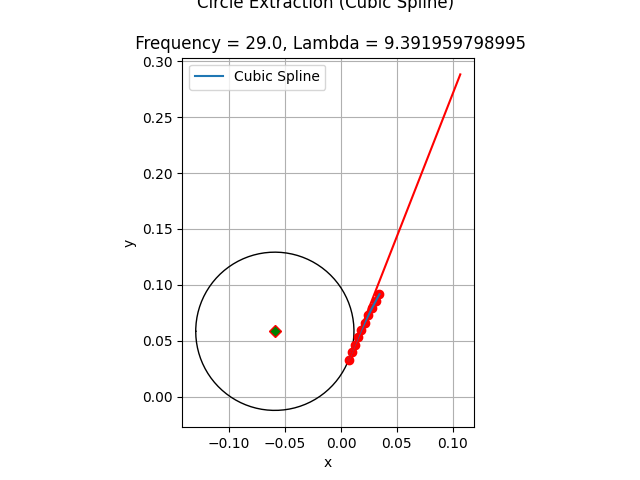 Circle Extraction (Cubic Spline)
Frequency = 29.0, Lambda = 9.391959798995
Cubic Spline
0.30
0.25
0.20
0.15
0.10
0.05
0.00
y
−0.10 −0.05 0.00 0.05 0.10
x